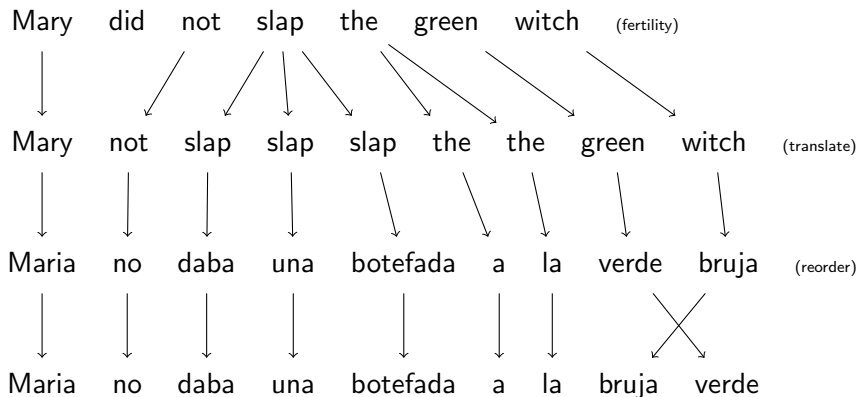 Mary did not slap the green witch (fertility)
Mary not slap slap slap the the green witch (translate)
Maria no daba una botefada a la verde bruja (reorder)
Maria no daba una botefada a la bruja verde